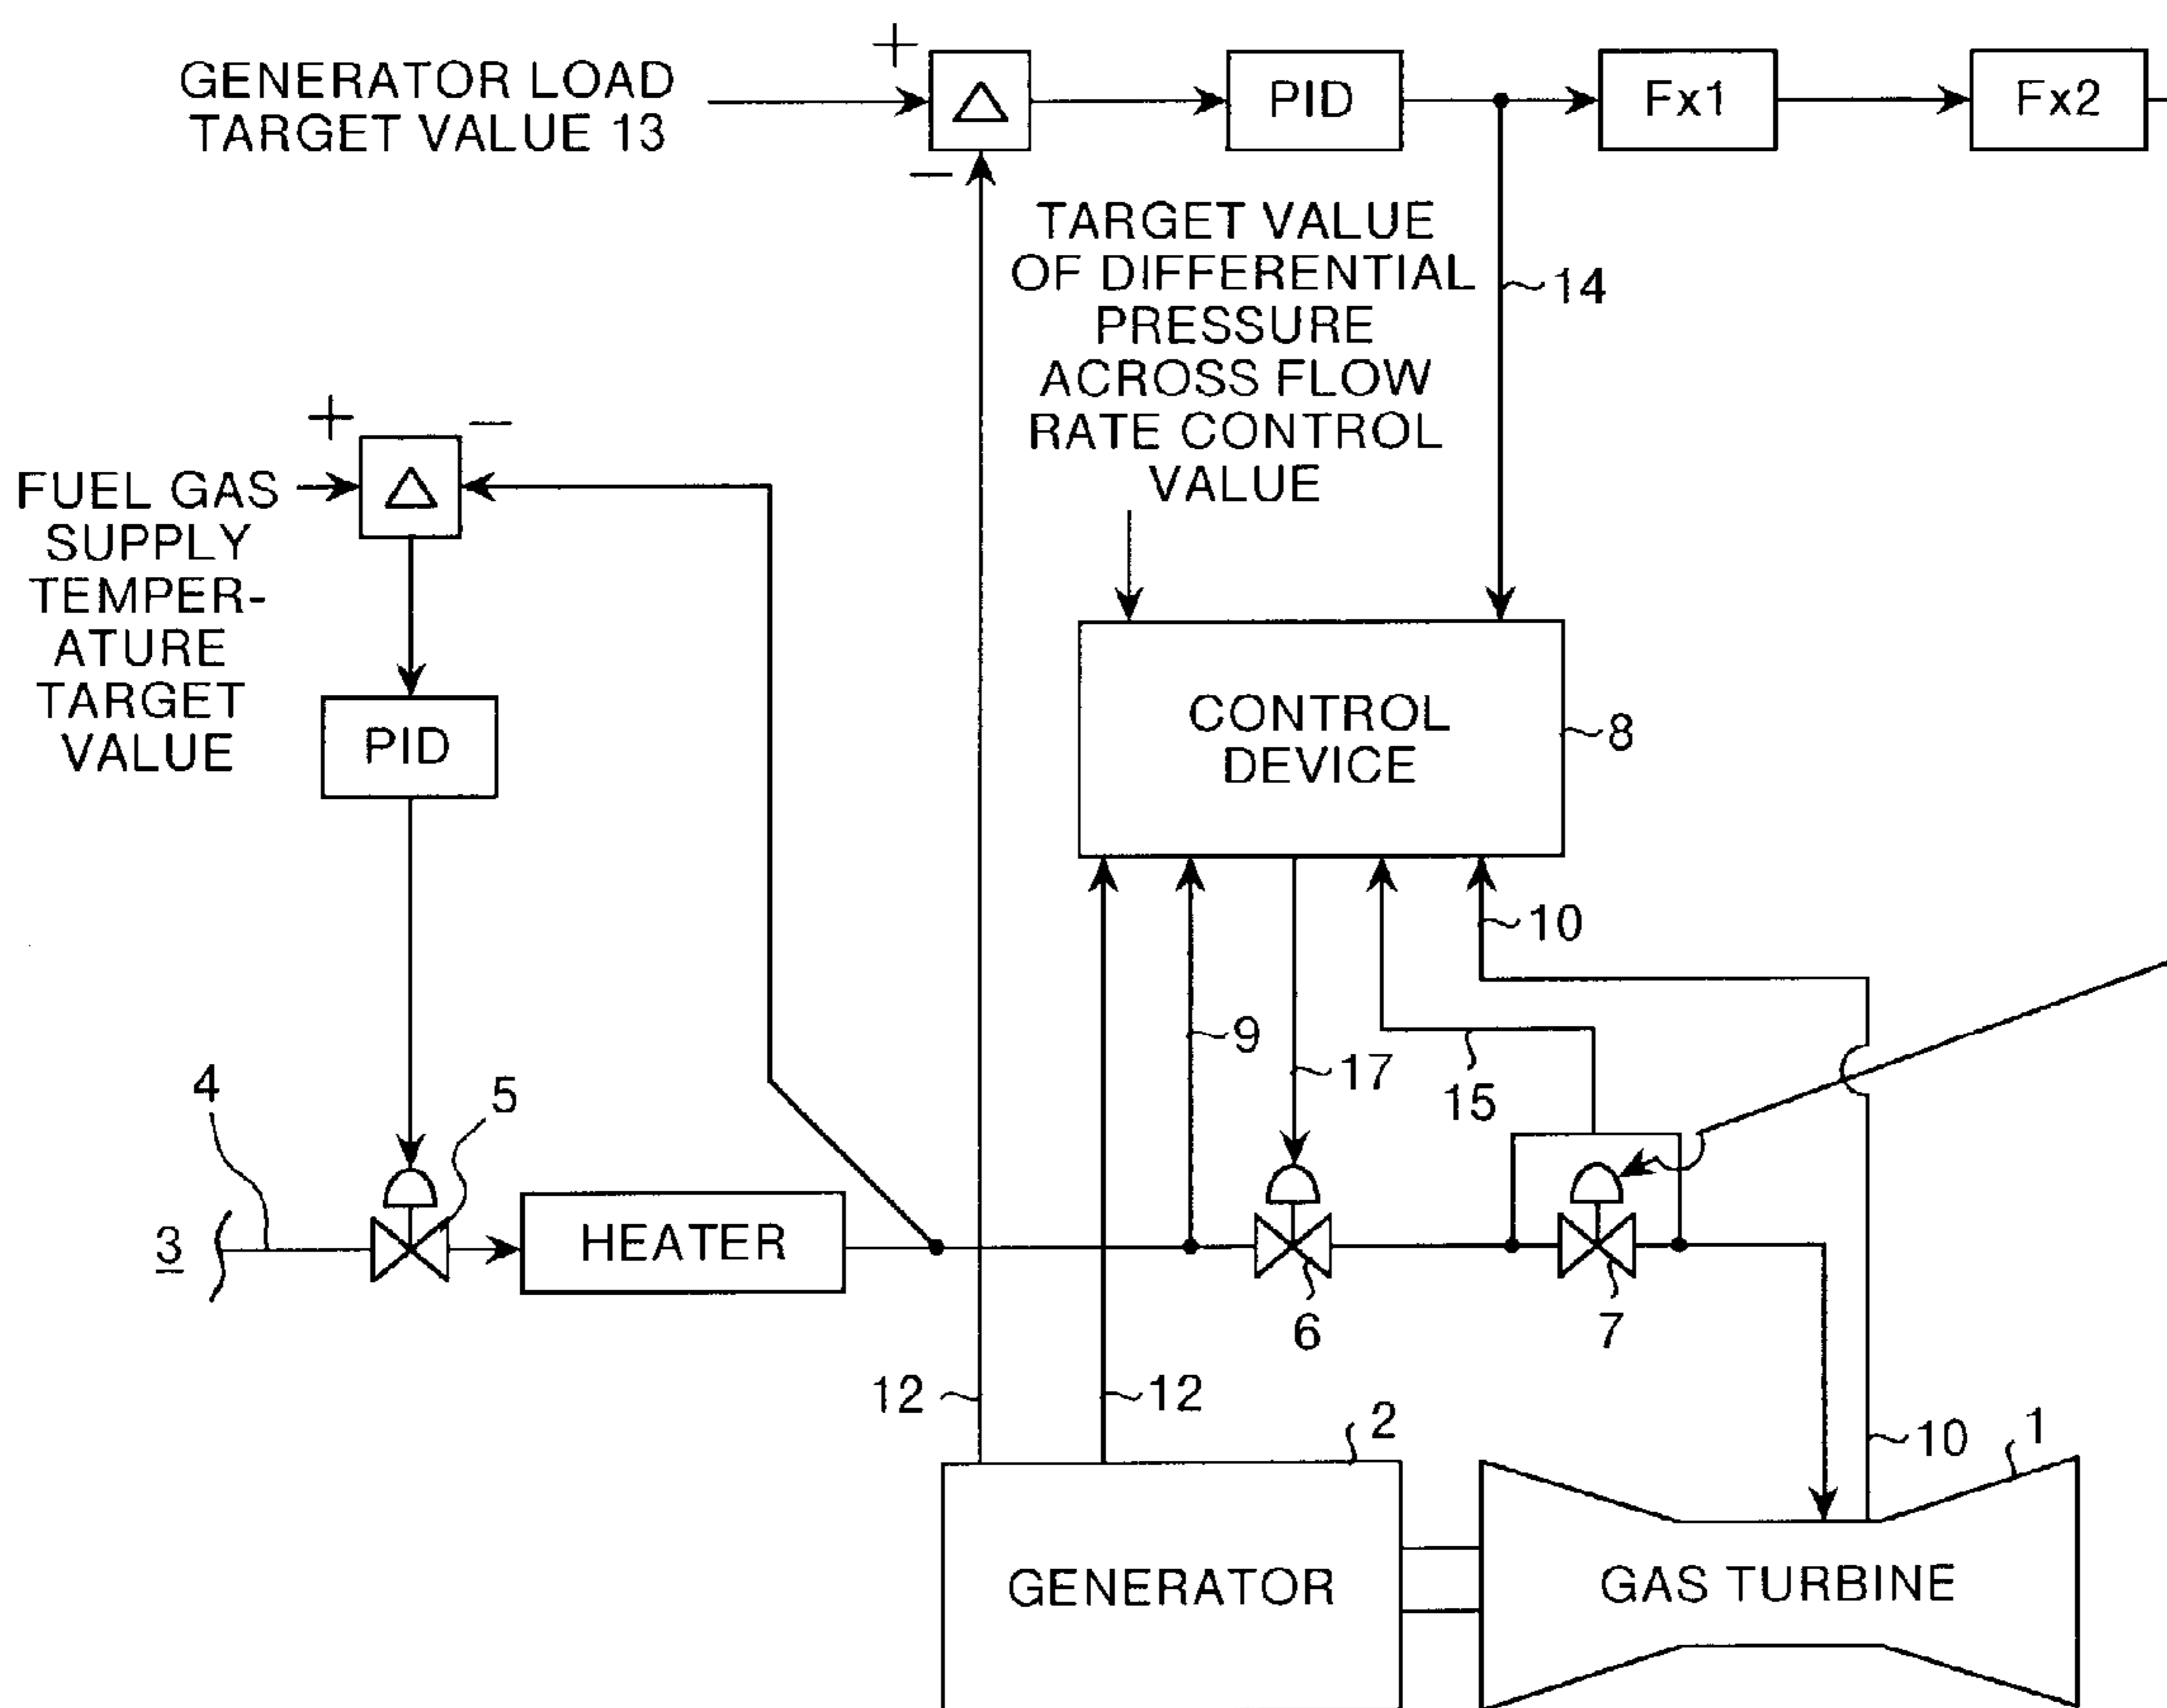 GENERATOR LOAD
TARGET VALUE 13
+
−
△
PID
Fx1
Fx2
TARGET VALUE
OF DIFFERENTIAL
PRESSURE
ACROSS FLOW
RATE CONTROL
VALUE
14
+
−
△
FUEL GAS
SUPPLY
TEMPER-
ATURE
TARGET
VALUE
PID
CONTROL
DEVICE
8
10
9
17
15
4
5
3
HEATER
6
7
12
12
2
10
1
GENERATOR
GAS TURBINE